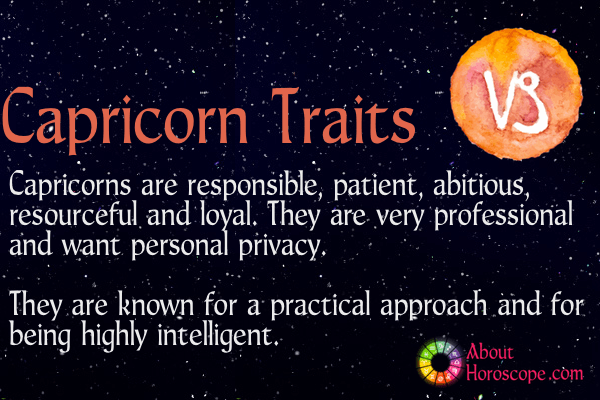 Capricorn Traits
Capricorns are responsible, patient, abitious,
resourceful and loyal. They are very professional
and want personal privacy.
They are known for a practical approach and for
being highly intelligent.
About
Horoscope.com